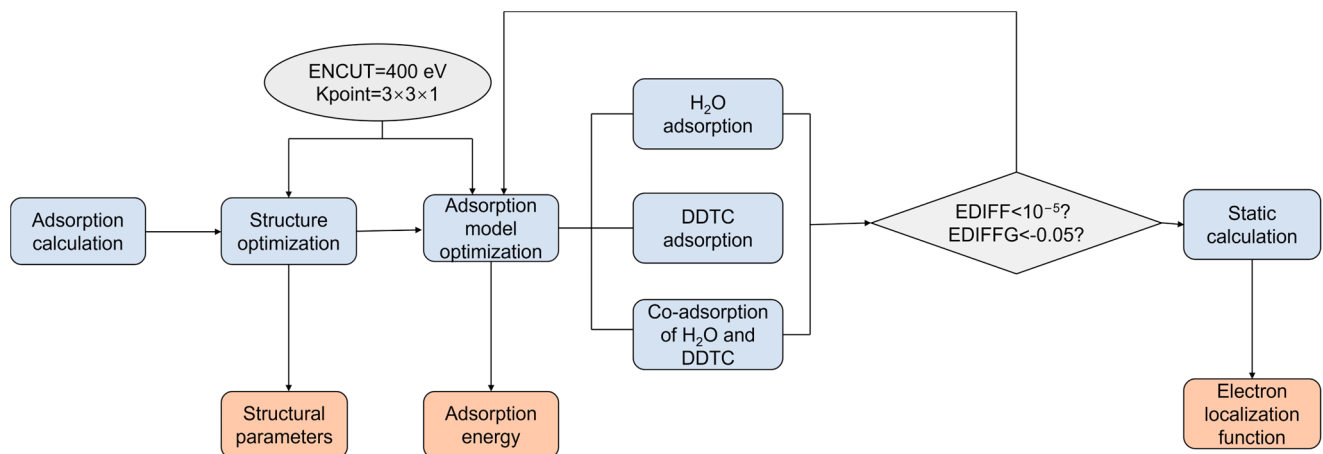 ENCUT=400 eV
Kpoint=3×3×1
H₂O
adsorption
Adsorption
calculation
Structure
optimization
Adsorption
model
optimization
DDTC
adsorption
EDIFF<10⁻⁵?
EDIFFG<-0.05?
Static
calculation
Co-adsorption
of H₂O and
DDTC
Structural
parameters
Adsorption
energy
Electron
localization
function